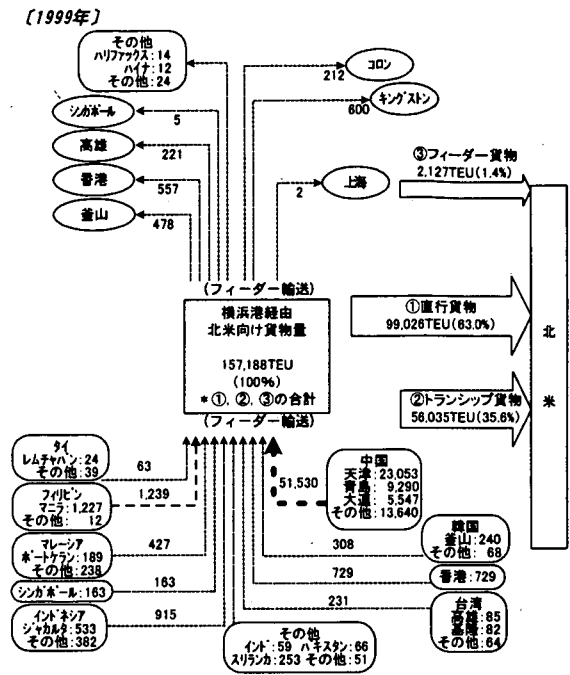 〔1999年〕
その他
ハリファックス:14
ハイナ:12
その他:24
コロン
212
キングストン
600
シンガポール
5
高雄
221
香港
557
釜山
478
上海
2
③フィーダー貨物
2,127TEU(1.4%)
(フィーダー輸送)
横浜港経由
北米向け貨物量
157,188TEU
(100%)
*①,②,③の合計
(フィーダー輸送)
①直行貨物
99,026TEU(63.0%)
②トランシップ貨物
56,035TEU(35.6%)
北
米
タイ
レムチャバン:24
その他:39
63
フィリピン
マニラ:1,227
その他: 12
1,239
マレーシア
ポートケラン:189
その他:238
427
シンガポール:163
163
インドネシア
ジャカルタ:533
その他:382
915
51,530
中国
天津:23,053
青島: 9,290
大連: 5,547
その他:13,640
308
韓国
釜山:240
その他: 68
729
香港:729
231
台湾
高雄:85
基隆:82
その他:64
その他
インド:59 パキスタン:66
スリランカ:253 その他:51